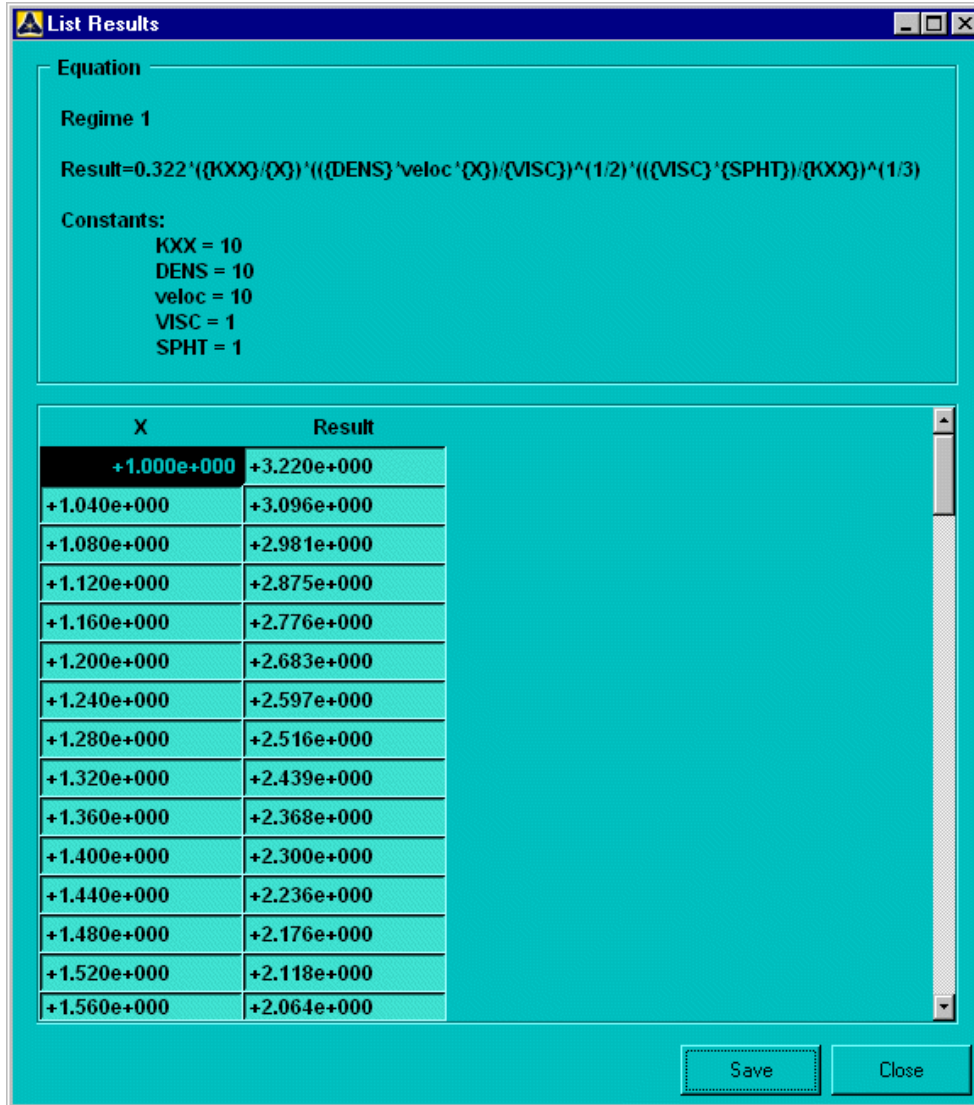 List Results
Equation
Regime 1
Result=0.322*({KXX}/{X})*(({DENS}*veloc*{X})/{VISC})^(1/2)*(({VISC}*{SPHT})/{KXX})^(1/3)
Constants:
KXX = 10
DENS = 10
veloc = 10
VISC = 1
SPHT = 1
X Result
+1.000e+000 +3.220e+000
+1.040e+000 +3.096e+000
+1.080e+000 +2.981e+000
+1.120e+000 +2.875e+000
+1.160e+000 +2.776e+000
+1.200e+000 +2.683e+000
+1.240e+000 +2.597e+000
+1.280e+000 +2.516e+000
+1.320e+000 +2.439e+000
+1.360e+000 +2.368e+000
+1.400e+000 +2.300e+000
+1.440e+000 +2.236e+000
+1.480e+000 +2.176e+000
+1.520e+000 +2.118e+000
+1.560e+000 +2.064e+000
Save Close